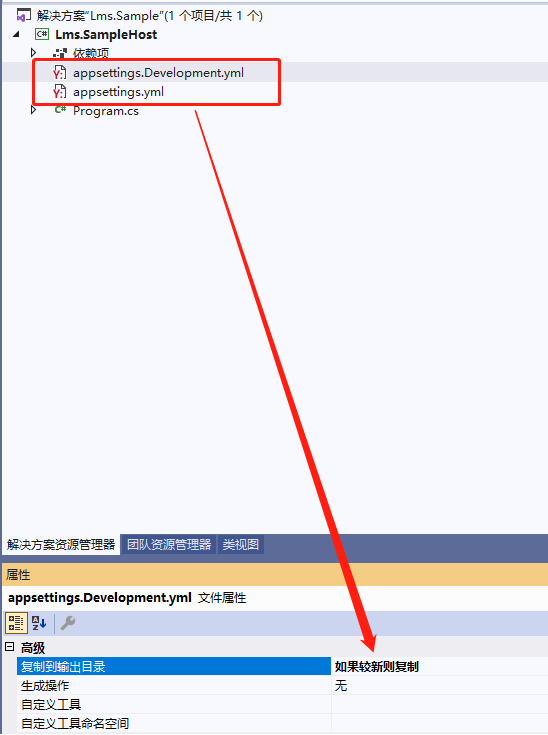 解决方案“Lms.Sample”(1 个项目/共 1 个)
C# Lms.SampleHost
依赖项
appsettings.Development.yml
appsettings.yml
C# Program.cs
解决方案资源管理器 团队资源管理器 类视图
属性
appsettings.Development.yml 文件属性
高级
复制到输出目录 如果较新则复制
生成操作 无
自定义工具
自定义工具命名空间